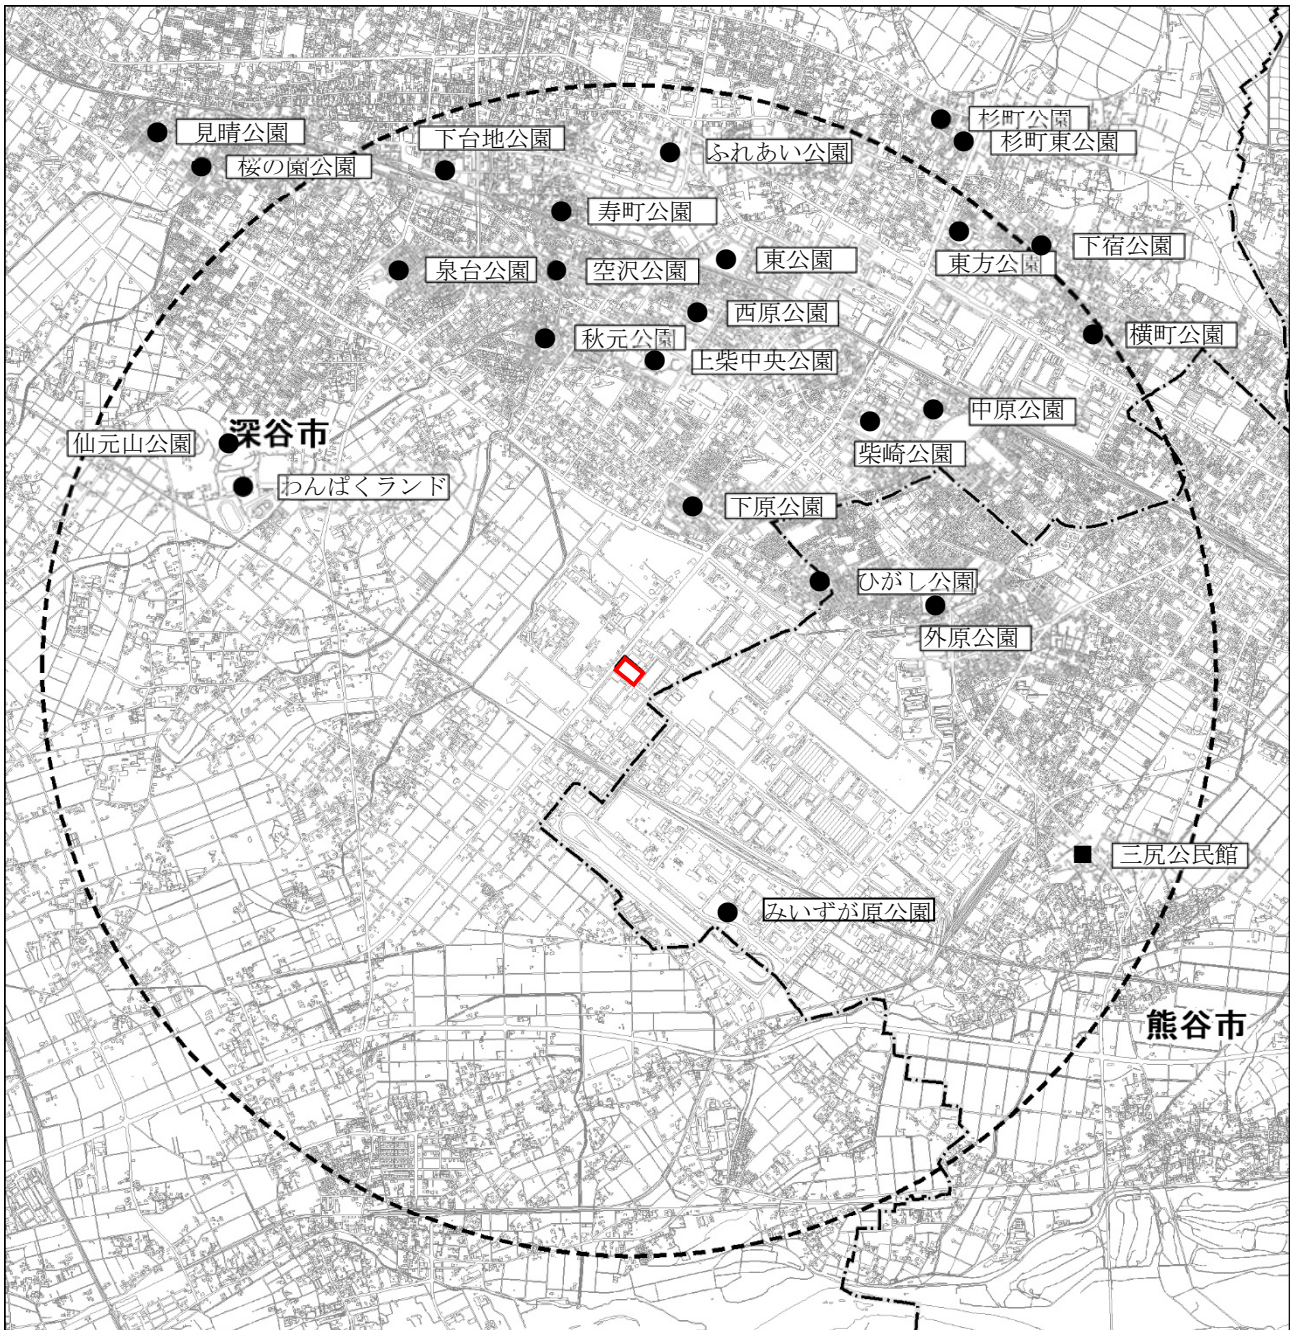 杉町公園
見晴公園
下台地公園
ふれあい公園
杉町東公園
桜の園公園
寿町公園
東方公園
下宿公園
泉台公園
空沢公園
東公園
西原公園
横町公園
秋元公園
上柴中央公園
中原公園
仙元山公園
深谷市
柴崎公園
わんぱくランド
下原公園
ひがし公園
外原公園
三尻公民館
みいずが原公園
熊谷市